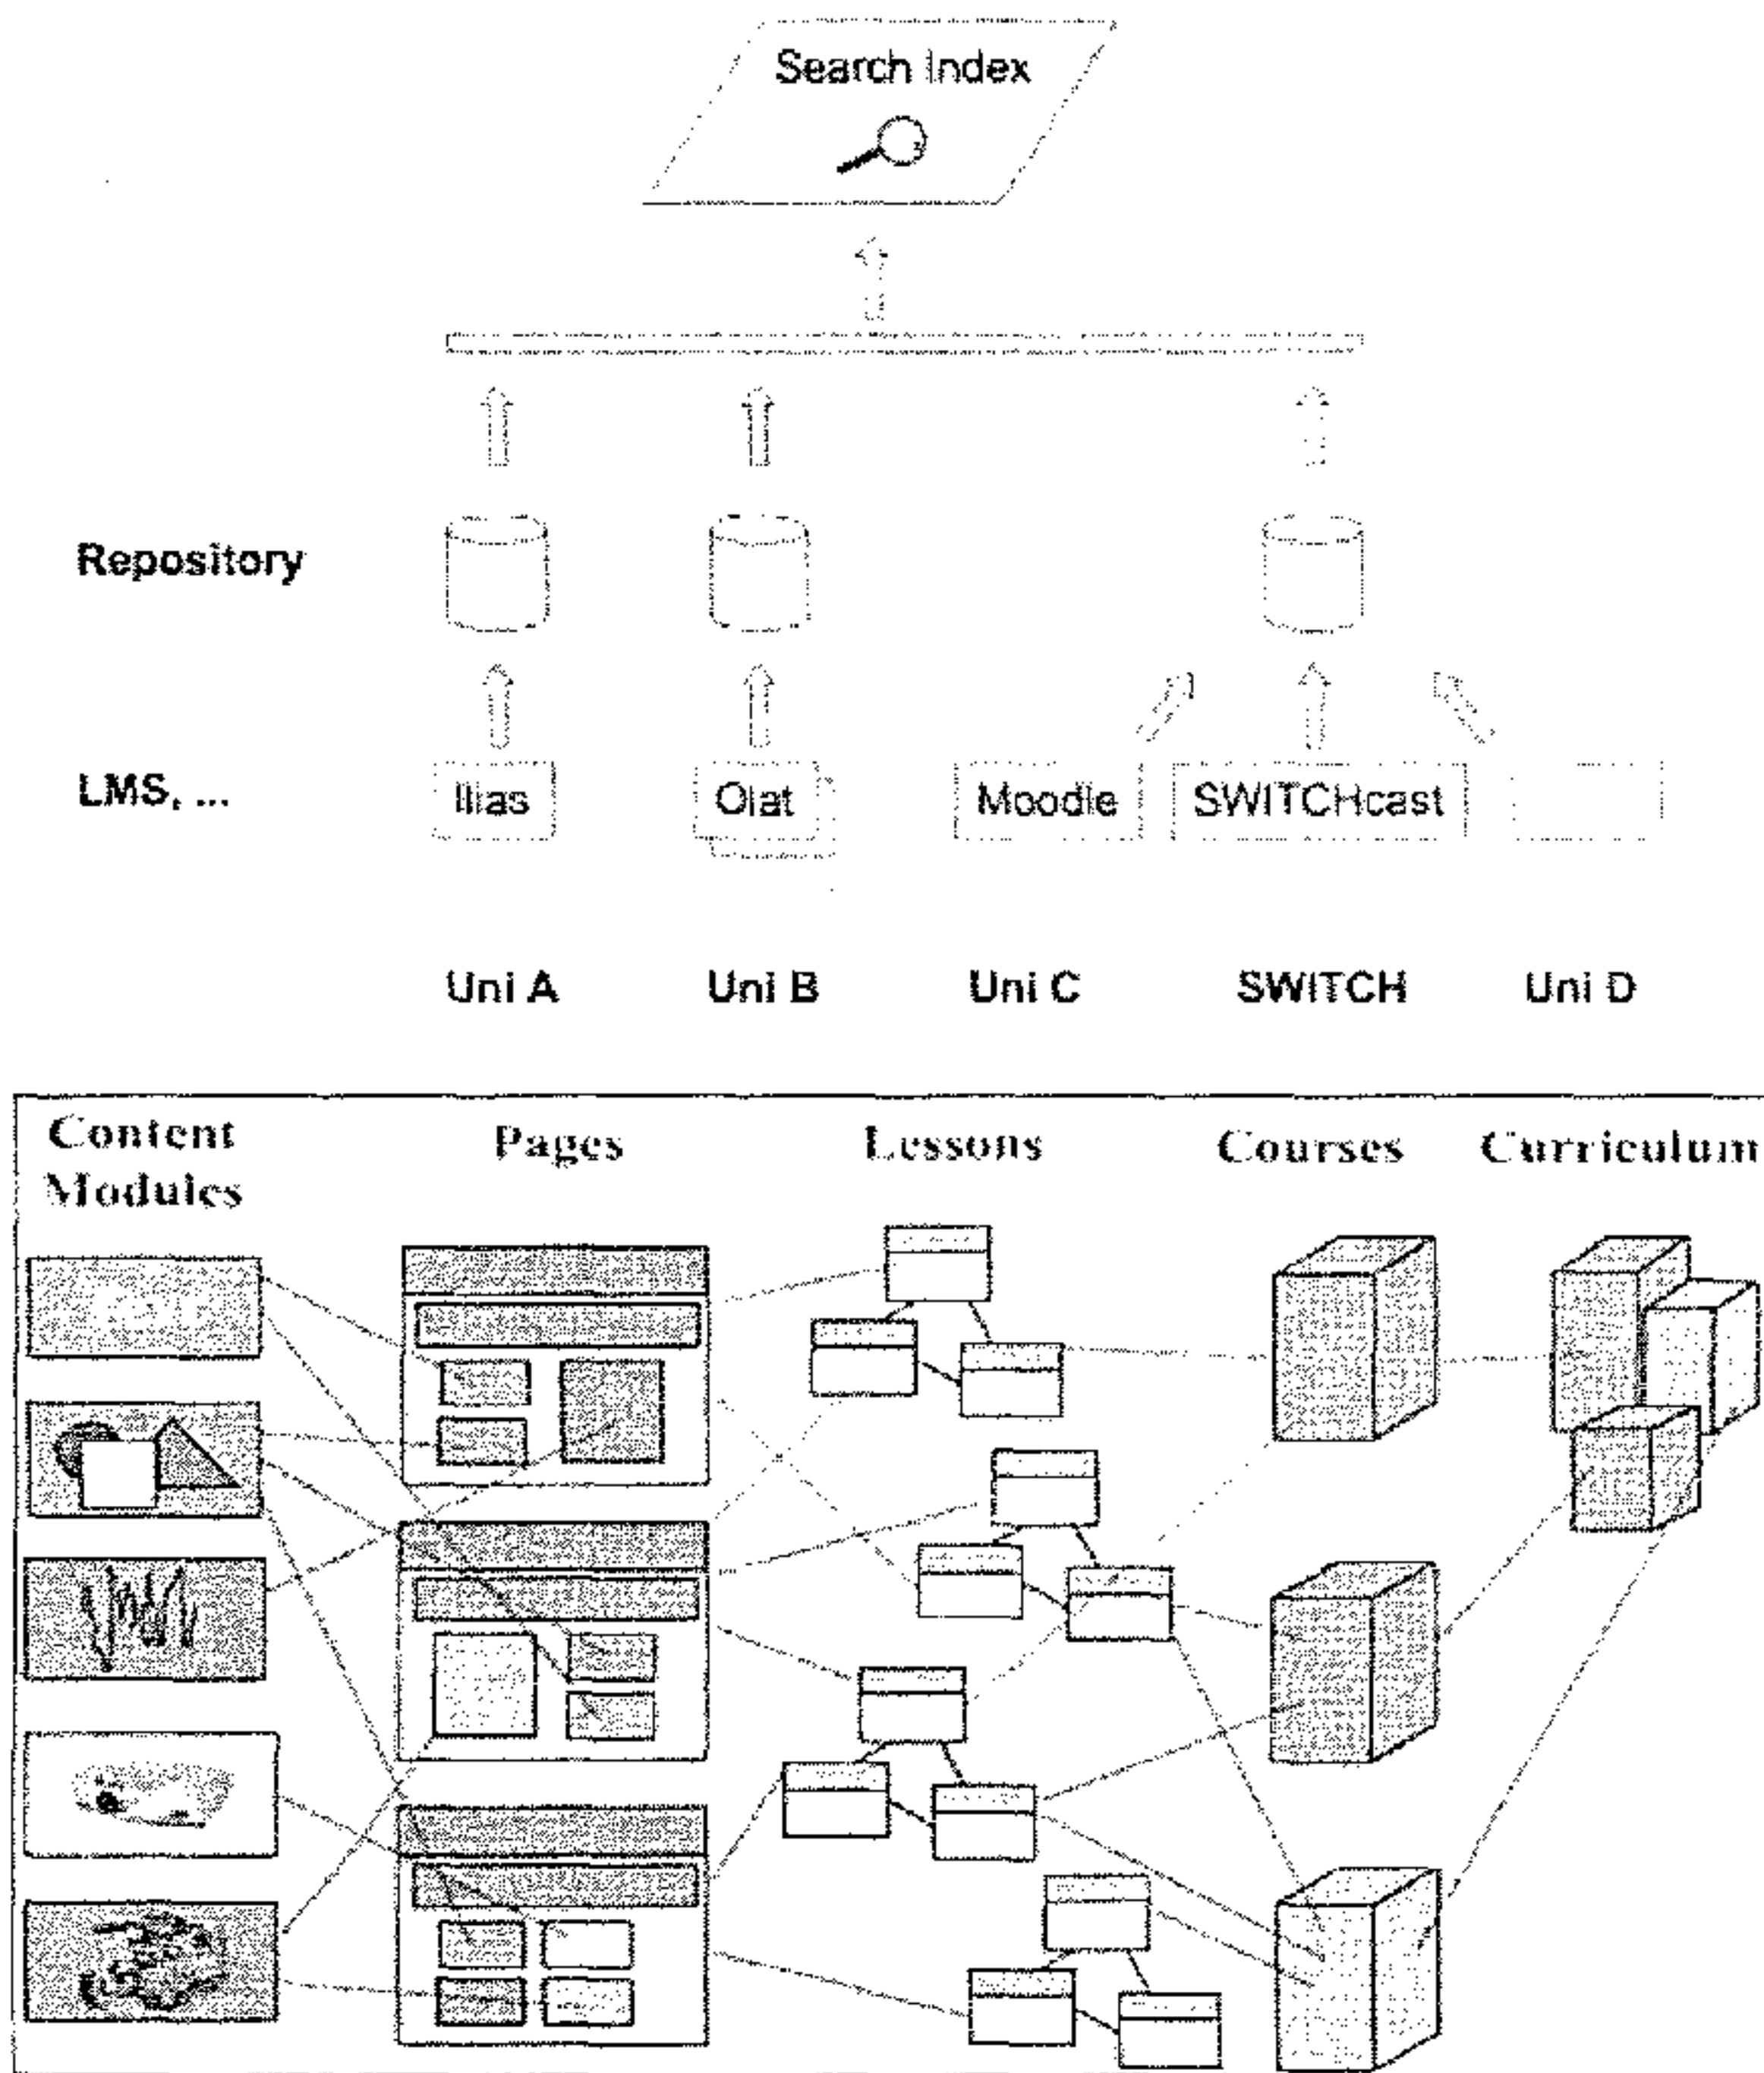 Search Index
Repository
LMS, ...
Ilias
Olat
Moodle
SWITCHcast
Uni A
Uni B
Uni C
SWITCH
Uni D
Content
Modules
Pages
Lessons
Courses
Curriculum